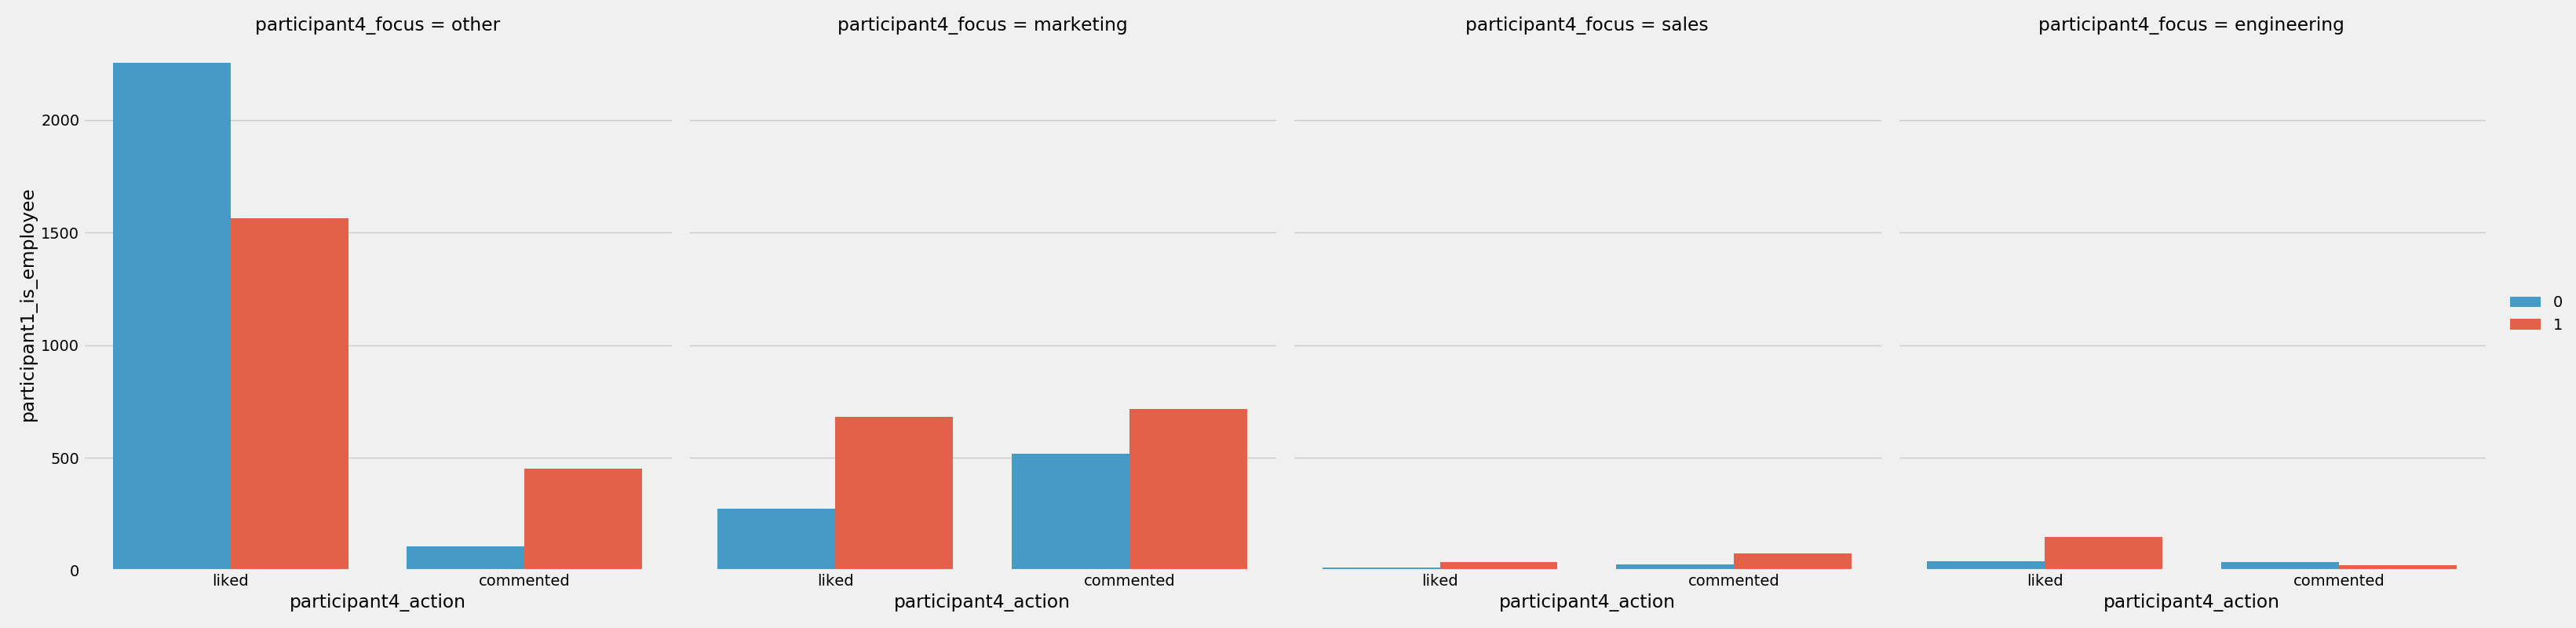 participant4_focus = other
participant4_focus = marketing
participant4_focus = sales
participant4_focus = engineering
participant1_is_employee
2000
1500
1000
500
0
0
1
liked
commented
liked
commented
liked
commented
liked
commented
participant4_action
participant4_action
participant4_action
participant4_action